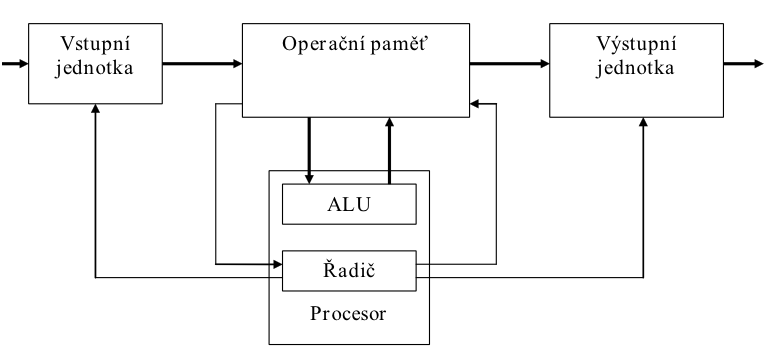 Vstupní
jednotka
Operační paměť
Výstupní
jednotka
ALU
Řadič
Procesor